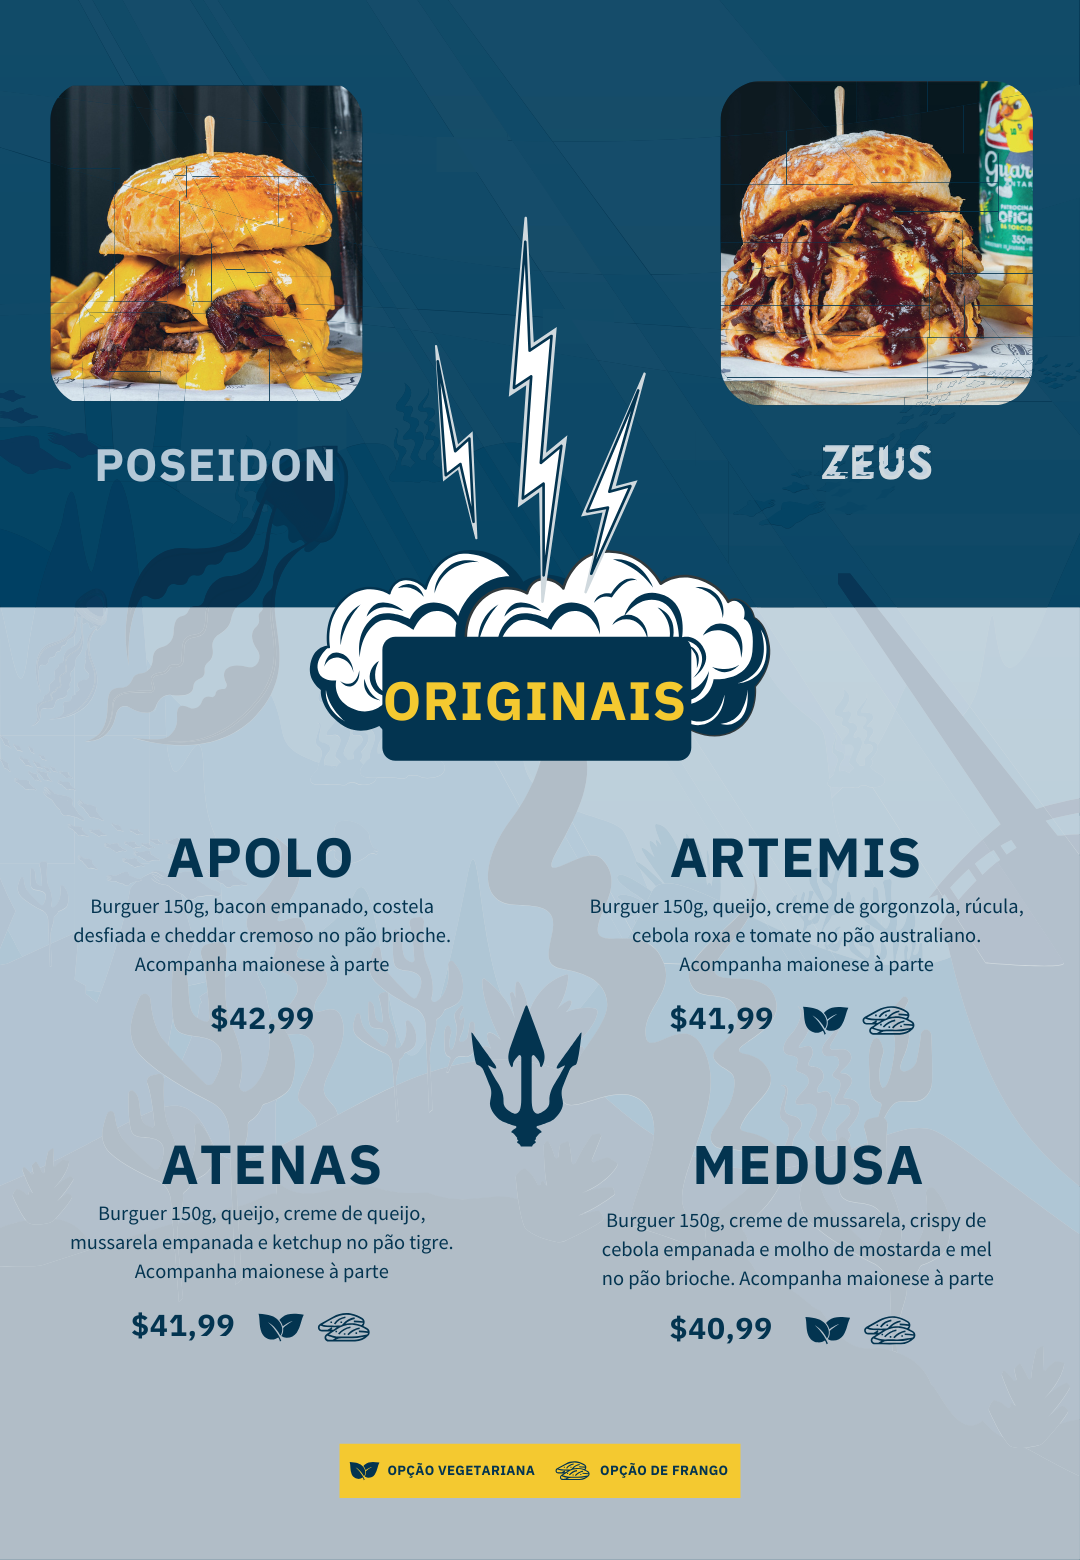 POSEIDON
ZEUS
ORIGINAIS
APOLO
Burguer 150g, bacon empanado, costela
desfiada e cheddar cremoso no pão brioche.
Acompanha maionese à parte
$42,99
ARTEMIS
Burguer 150g, queijo, creme de gorgonzola, rúcula,
cebola roxa e tomate no pão australiano.
Acompanha maionese à parte
$41,99
ATENAS
Burguer 150g, queijo, creme de queijo,
mussarela empanada e ketchup no pão tigre.
Acompanha maionese à parte
$41,99
MEDUSA
Burguer 150g, creme de mussarela, crispy de
cebola empanada e molho de mostarda e mel
no pão brioche. Acompanha maionese à parte
$40,99
OPÇÃO VEGETARIANA OPÇÃO DE FRANGO